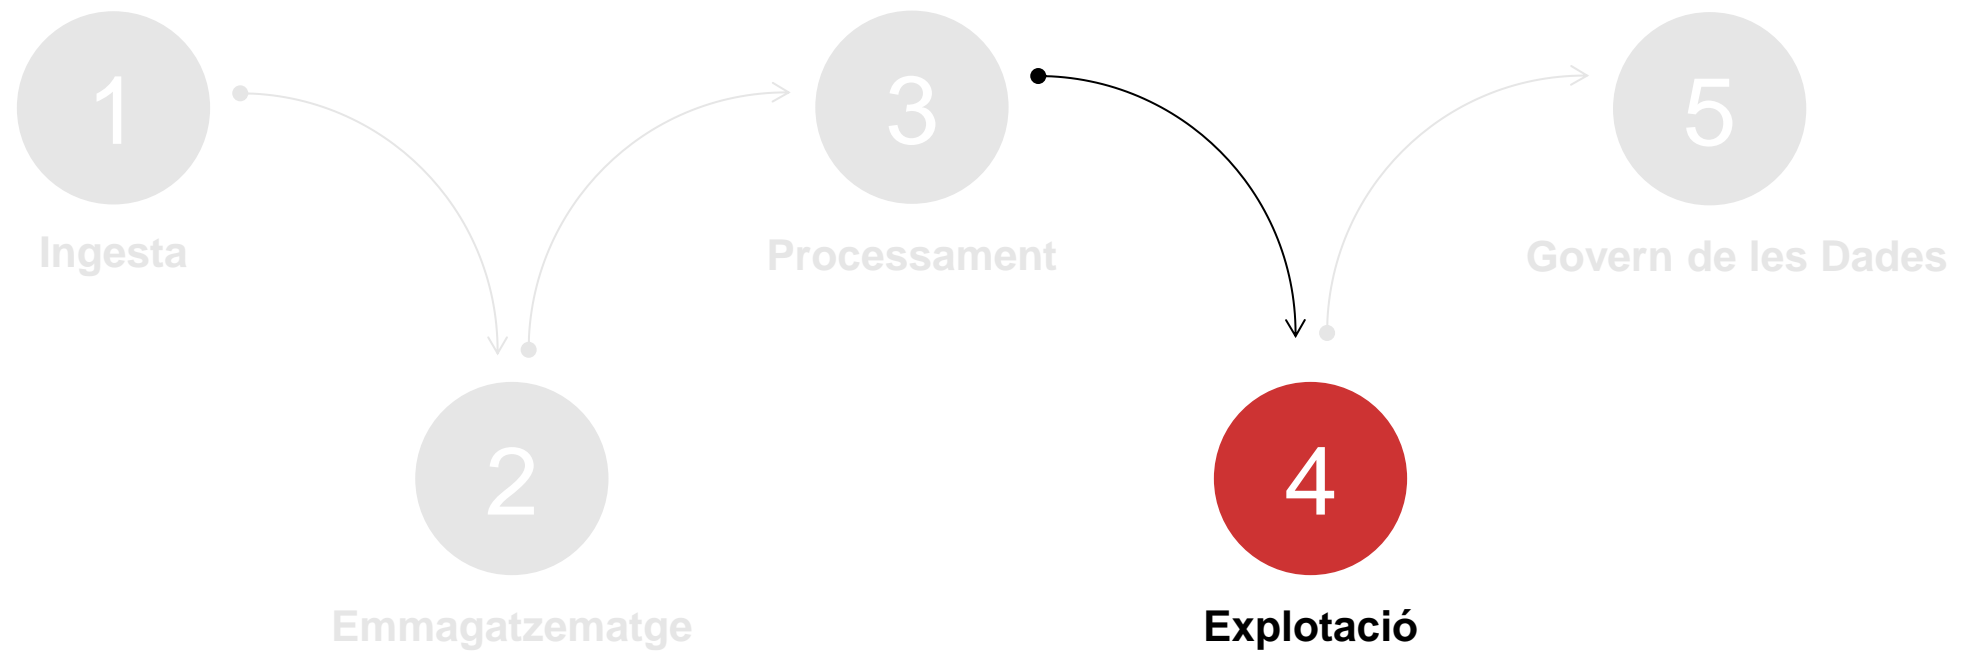 1
Ingesta
2
Emmagatzematge
3
Processament
4
Explotació
5
Govern de les Dades